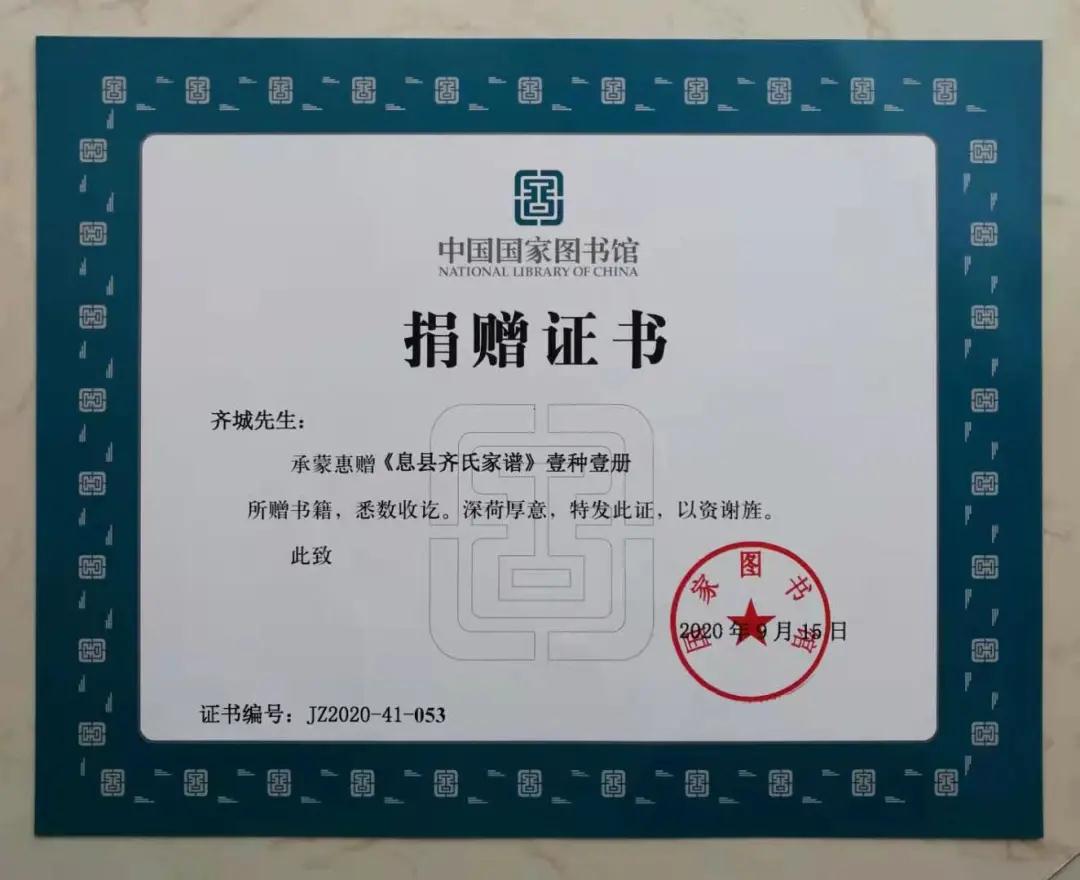 中国国家图书馆
NATIONAL LIBRARY OF CHINA
捐赠证书
齐城先生：
承蒙惠赠《息县齐氏家谱》壹种壹册
所赠书籍，悉数收讫。深荷厚意，特发此证，以资谢旌。
此致
国家图书馆
2020年9月15日
证书编号：JZ2020-41-053